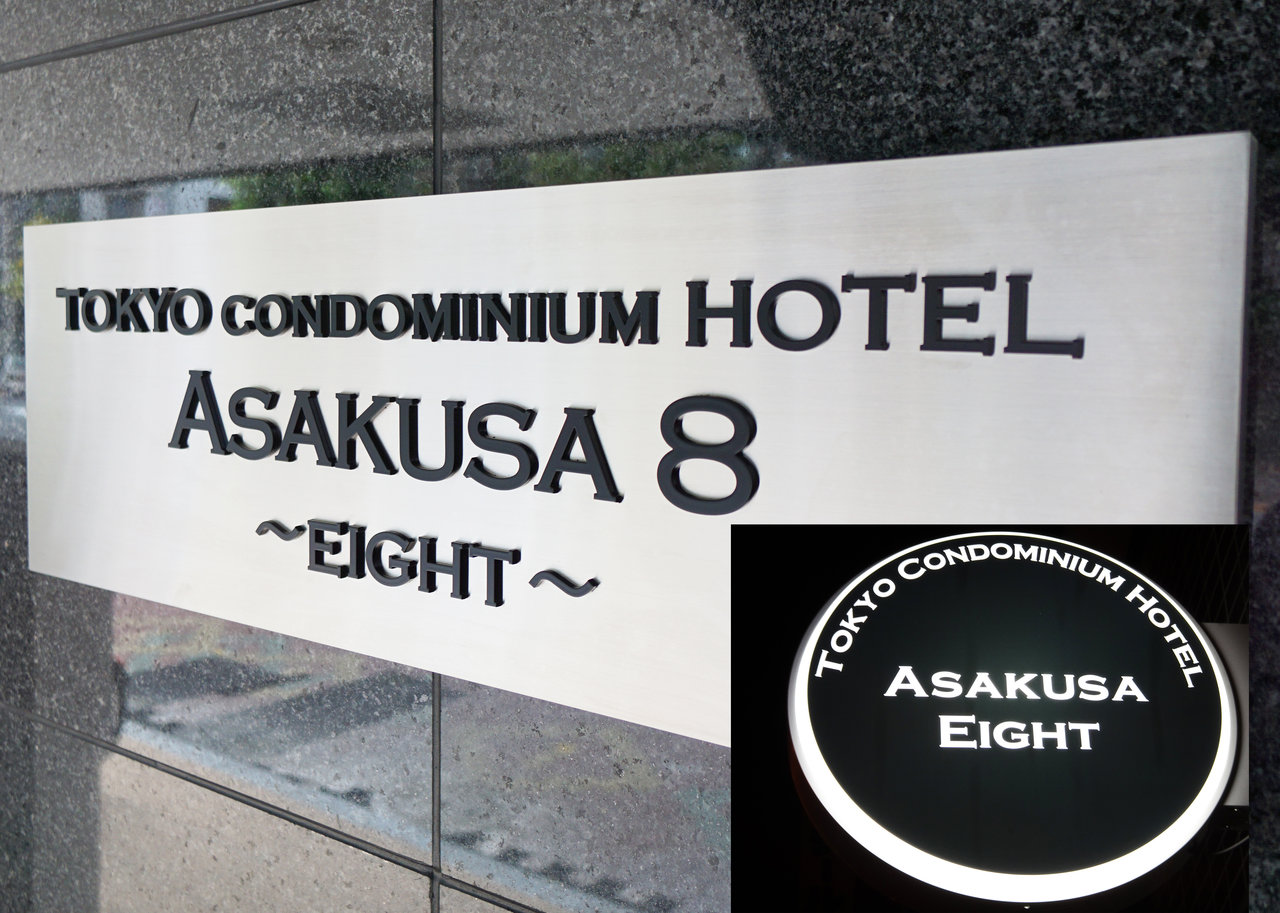 TOKYO CONDOMINIUM HOTEL
ASAKUSA 8
~EIGHT~
TOKYO CONDOMINIUM HOTEL
ASAKUSA
EIGHT